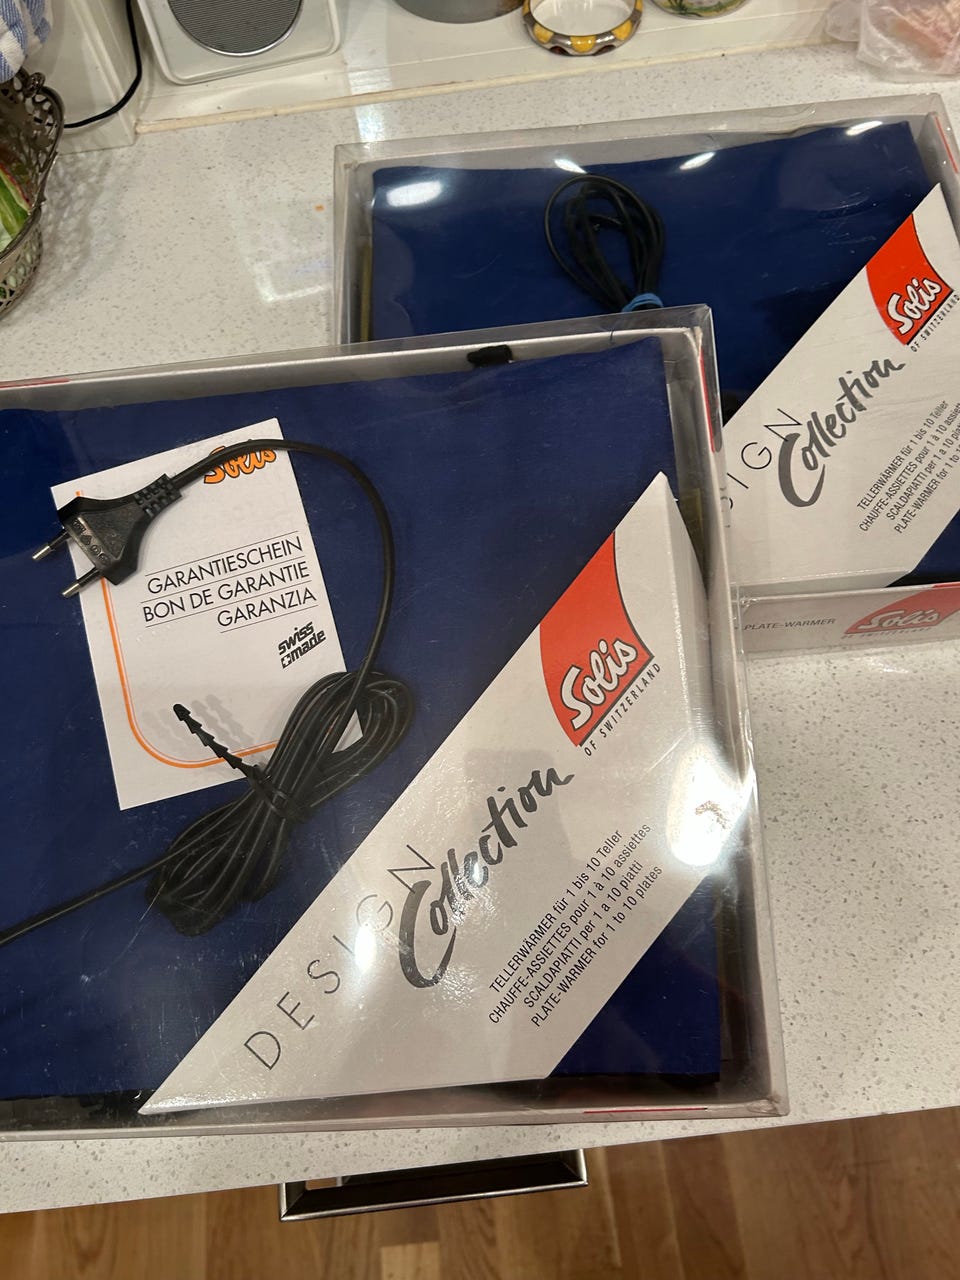 Solis
GARANTIESCHEIN
BON DE GARANTIE
GARANZIA
swiss
made
Solis
OF SWITZERLAND
DESIGN
Collection
TELLERWÄRMER für 1 bis 10 Teller
CHAUFFE-ASSIETTES pour 1 à 10 assiettes
SCALDAPIATTI per 1 a 10 piatti
PLATE-WARMER for 1 to 10 plates
Solis
OF SWITZERLAND
SIGN
Collection
TELLERWÄRMER für 1 bis 10 Teller
CHAUFFE-ASSIETTES pour 1 à 10 assiet
SCALDAPIATTI per 1 a 10 pia
PLATE-WARMER for 1 to 10
PLATE-WARMER
Solis
OF SWITZERLAND